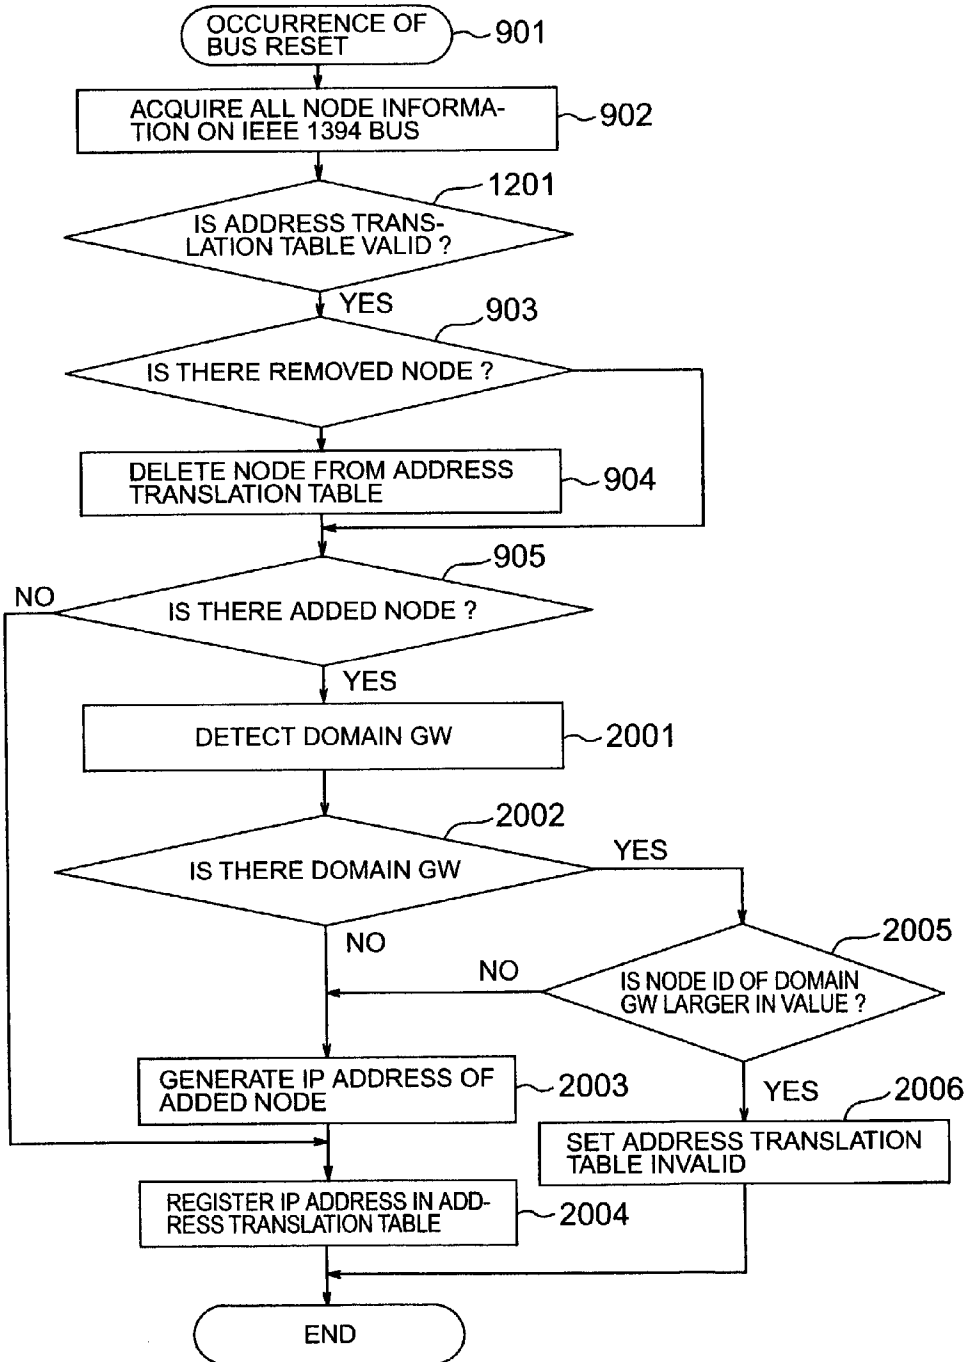 OCCURRENCE OF
BUS RESET
901
ACQUIRE ALL NODE INFORMA-
TION ON IEEE 1394 BUS
902
1201
IS ADDRESS TRANS-
LATION TABLE VALID ?
YES
903
IS THERE REMOVED NODE ?
DELETE NODE FROM ADDRESS
TRANSLATION TABLE
904
905
NO
IS THERE ADDED NODE ?
YES
DETECT DOMAIN GW
2001
2002
IS THERE DOMAIN GW
YES
NO
2005
NO
IS NODE ID OF DOMAIN
GW LARGER IN VALUE ?
GENERATE IP ADDRESS OF
ADDED NODE
2003
YES
2006
SET ADDRESS TRANSLATION
TABLE INVALID
REGISTER IP ADDRESS IN ADD-
RESS TRANSLATION TABLE
2004
END